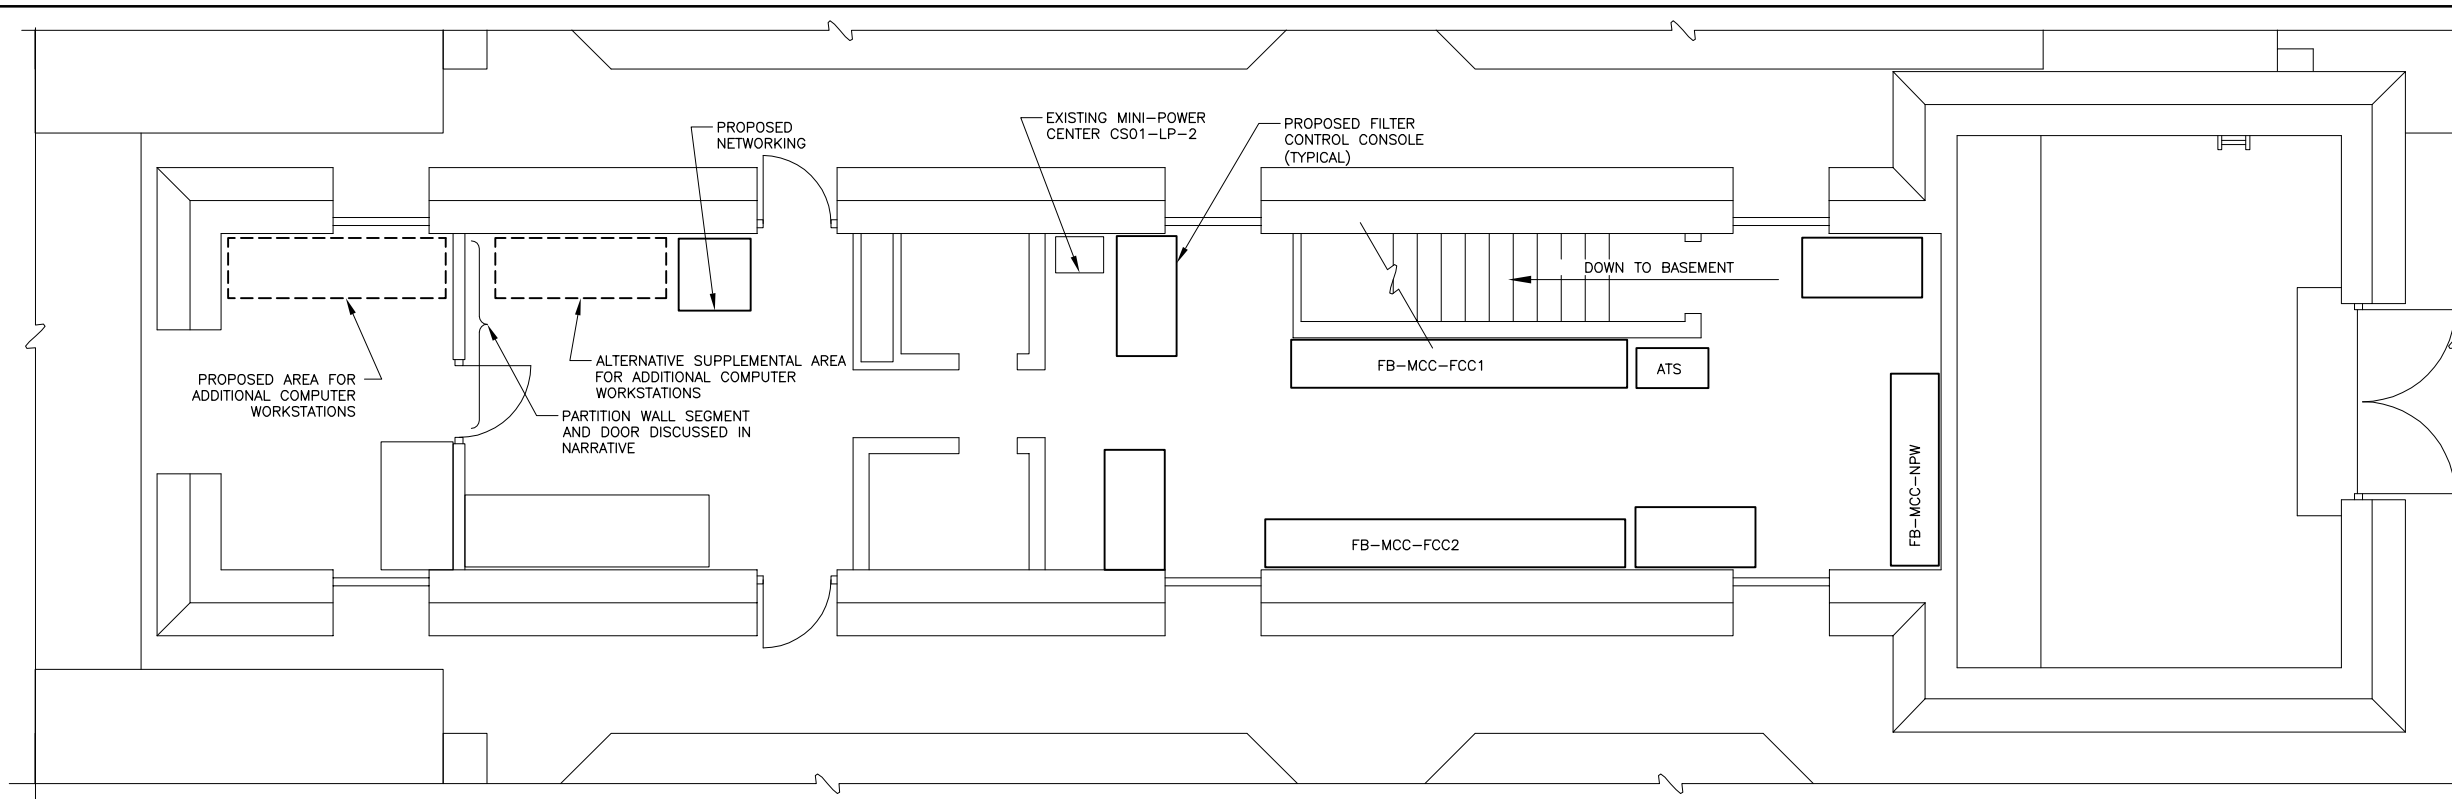 PROPOSED
NETWORKING
EXISTING MINI-POWER
CENTER CS01-LP-2
PROPOSED FILTER
CONTROL CONSOLE
(TYPICAL)
DOWN TO BASEMENT
PROPOSED AREA FOR
ADDITIONAL COMPUTER
WORKSTATIONS
ALTERNATIVE SUPPLEMENTAL AREA
FOR ADDITIONAL COMPUTER
WORKSTATIONS
PARTITION WALL SEGMENT
AND DOOR DISCUSSED IN
NARRATIVE
FB-MCC-FCC1
ATS
FB-MCC-FCC2
FB-MCC-NPW